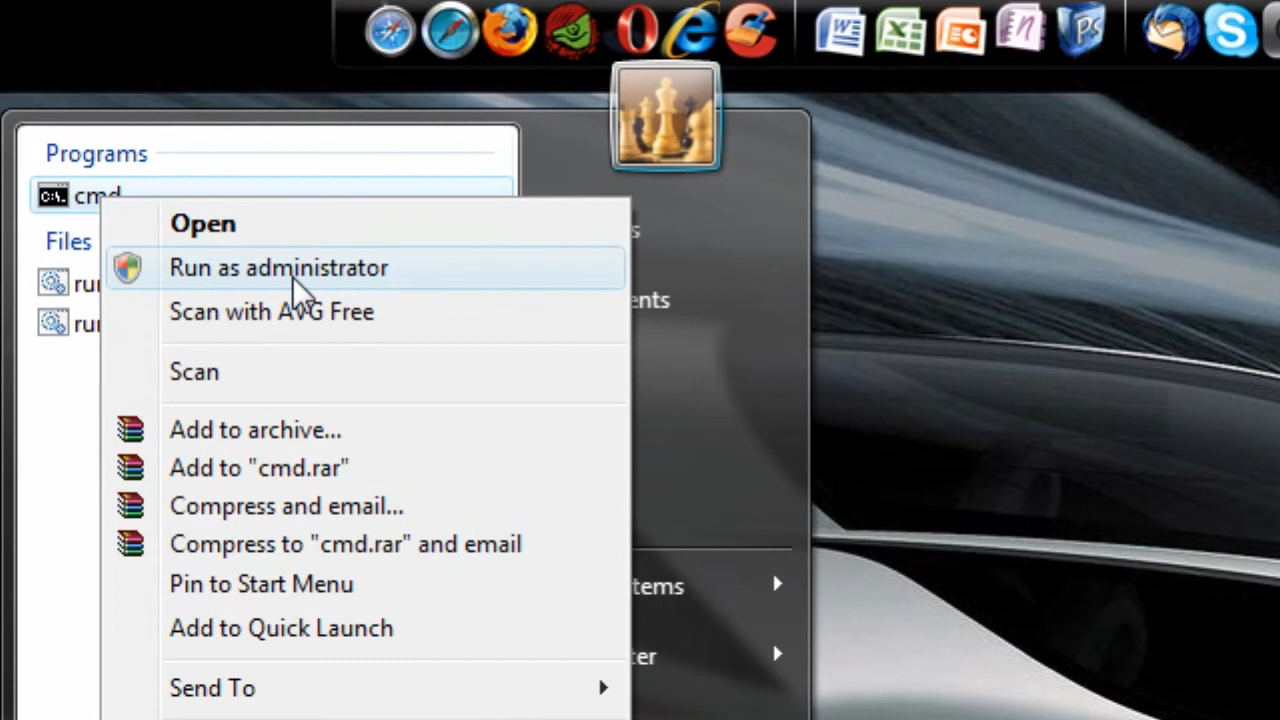 Programs
cmd
Open
Files
Run as administrator
Scan with AVG Free
Scan
Add to archive...
Add to "cmd.rar"
Compress and email...
Compress to "cmd.rar" and email
Pin to Start Menu
Add to Quick Launch
Send To